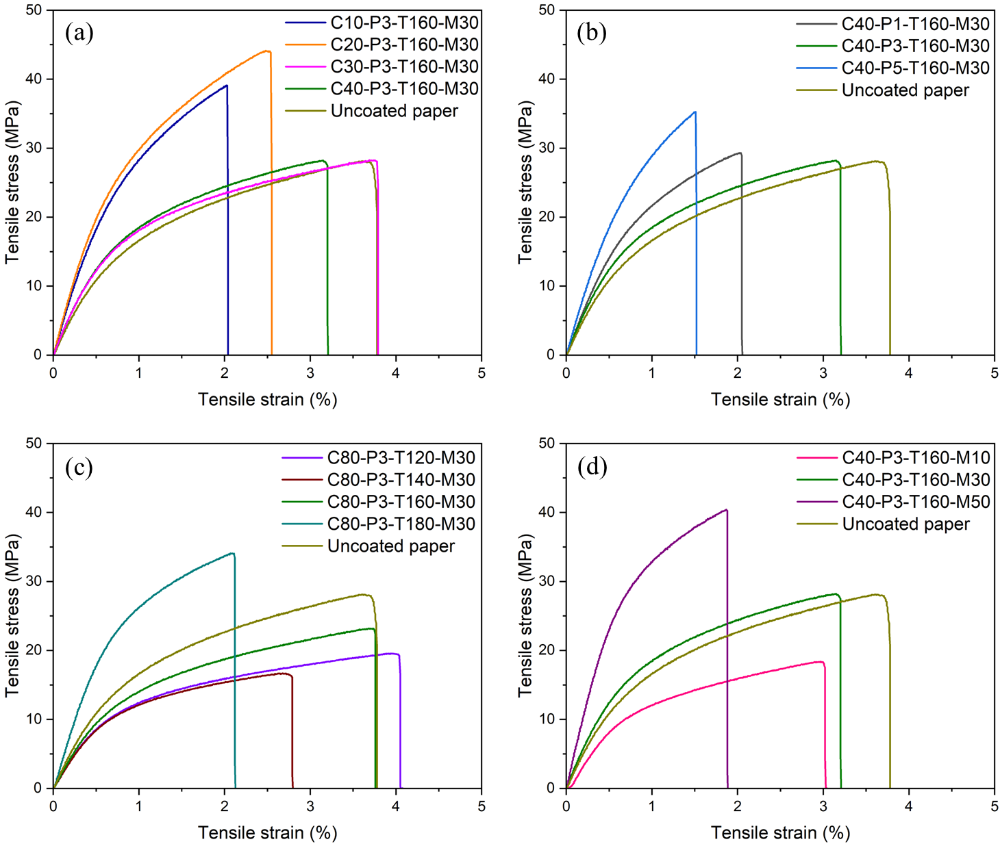 (a)
C10-P3-T160-M30
C20-P3-T160-M30
C30-P3-T160-M30
C40-P3-T160-M30
Uncoated paper
50
40
30
20
10
0
Tensile stress (MPa)
0 1 2 3 4 5
Tensile strain (%)
(b)
C40-P1-T160-M30
C40-P3-T160-M30
C40-P5-T160-M30
Uncoated paper
50
40
30
20
10
0
Tensile stress (MPa)
0 1 2 3 4 5
Tensile strain (%)
(c)
C80-P3-T120-M30
C80-P3-T140-M30
C80-P3-T160-M30
C80-P3-T180-M30
Uncoated paper
50
40
30
20
10
0
Tensile stress (MPa)
0 1 2 3 4 5
Tensile strain (%)
(d)
C40-P3-T160-M10
C40-P3-T160-M30
C40-P3-T160-M50
Uncoated paper
50
40
30
20
10
0
Tensile stress (MPa)
0 1 2 3 4 5
Tensile strain (%)